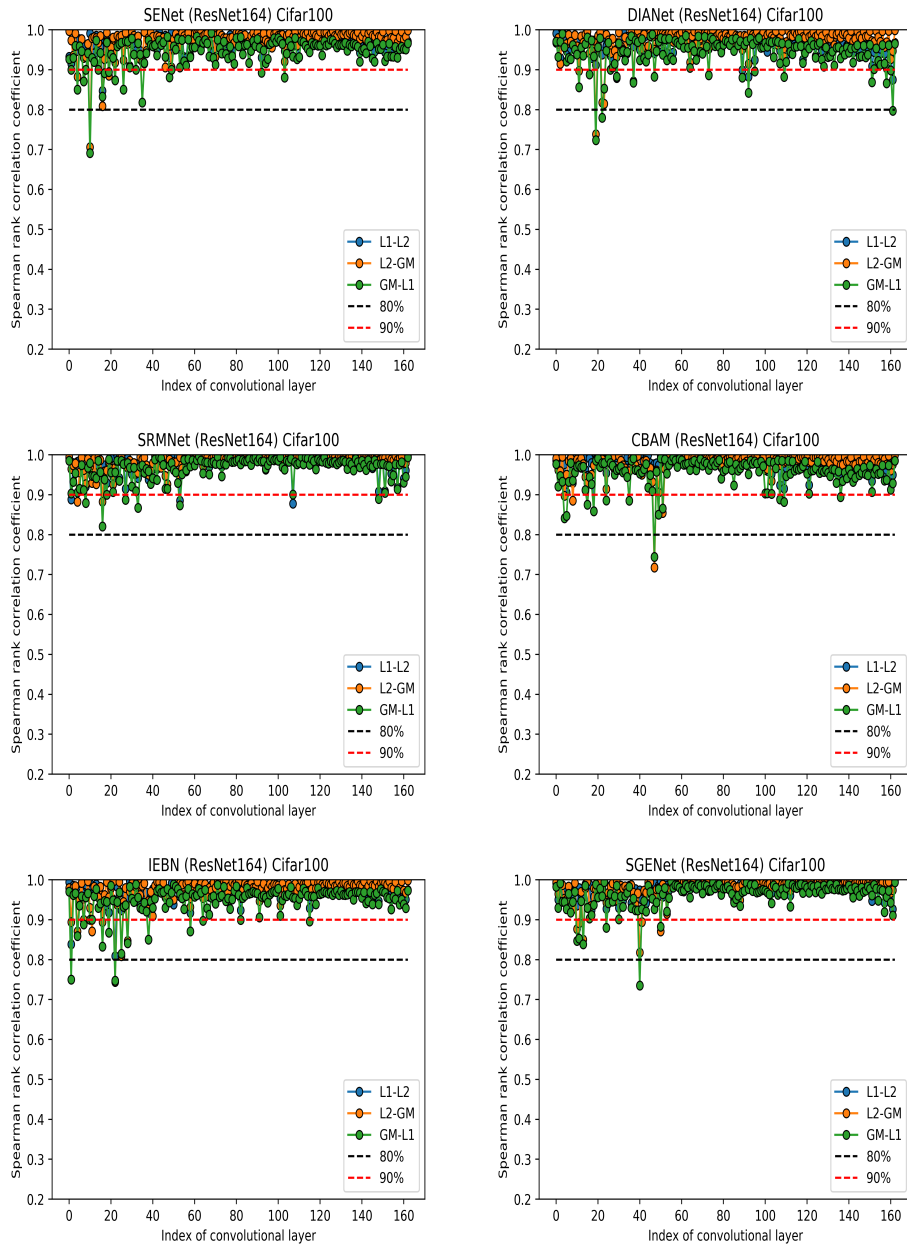 SENet (ResNet164) Cifar100
Spearman rank correlation coefficient
1.0
0.9
0.8
0.7
0.6
0.5
0.4
0.3
0.2
L1-L2
L2-GM
GM-L1
80%
90%
0 20 40 60 80 100 120 140 160
Index of convolutional layer
DIANet (ResNet164) Cifar100
Spearman rank correlation coefficient
1.0
0.9
0.8
0.7
0.6
0.5
0.4
0.3
0.2
L1-L2
L2-GM
GM-L1
80%
90%
0 20 40 60 80 100 120 140 160
Index of convolutional layer
SRMNet (ResNet164) Cifar100
Spearman rank correlation coefficient
1.0
0.9
0.8
0.7
0.6
0.5
0.4
0.3
0.2
L1-L2
L2-GM
GM-L1
80%
90%
0 20 40 60 80 100 120 140 160
Index of convolutional layer
CBAM (ResNet164) Cifar100
Spearman rank correlation coefficient
1.0
0.9
0.8
0.7
0.6
0.5
0.4
0.3
0.2
L1-L2
L2-GM
GM-L1
80%
90%
0 20 40 60 80 100 120 140 160
Index of convolutional layer
IEBN (ResNet164) Cifar100
Spearman rank correlation coefficient
1.0
0.9
0.8
0.7
0.6
0.5
0.4
0.3
0.2
L1-L2
L2-GM
GM-L1
80%
90%
0 20 40 60 80 100 120 140 160
Index of convolutional layer
SGENet (ResNet164) Cifar100
Spearman rank correlation coefficient
1.0
0.9
0.8
0.7
0.6
0.5
0.4
0.3
0.2
L1-L2
L2-GM
GM-L1
80%
90%
0 20 40 60 80 100 120 140 160
Index of convolutional layer